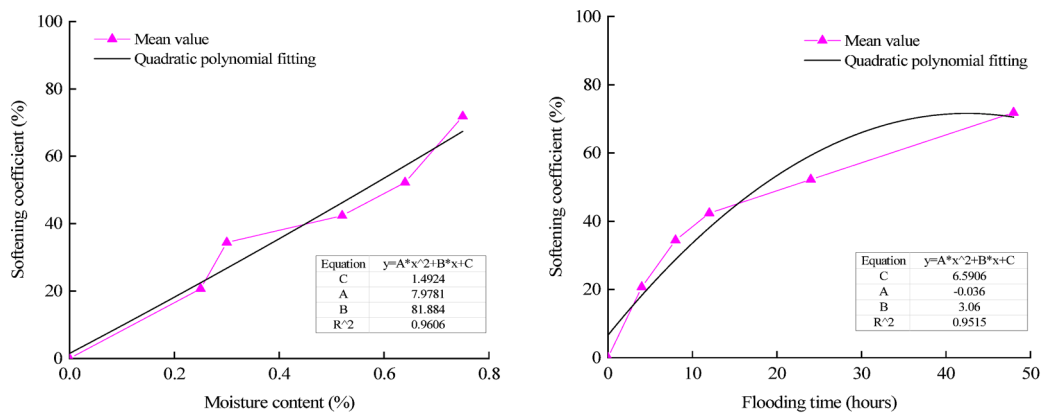 100
80
60
40
20
0
Softening coefficient (%)
Mean value
Quadratic polynomial fitting
Equation y=A*x^2+B*x+C
C 1.4924
A 7.9781
B 81.884
R^2 0.9606
0.0 0.2 0.4 0.6 0.8
Moisture content (%)
100
80
60
40
20
0
Softening coefficient (%)
Mean value
Quadratic polynomial fitting
Equation y=A*x^2+B*x+C
C 6.5906
A -0.036
B 3.06
R^2 0.9515
0 10 20 30 40 50
Flooding time (hours)